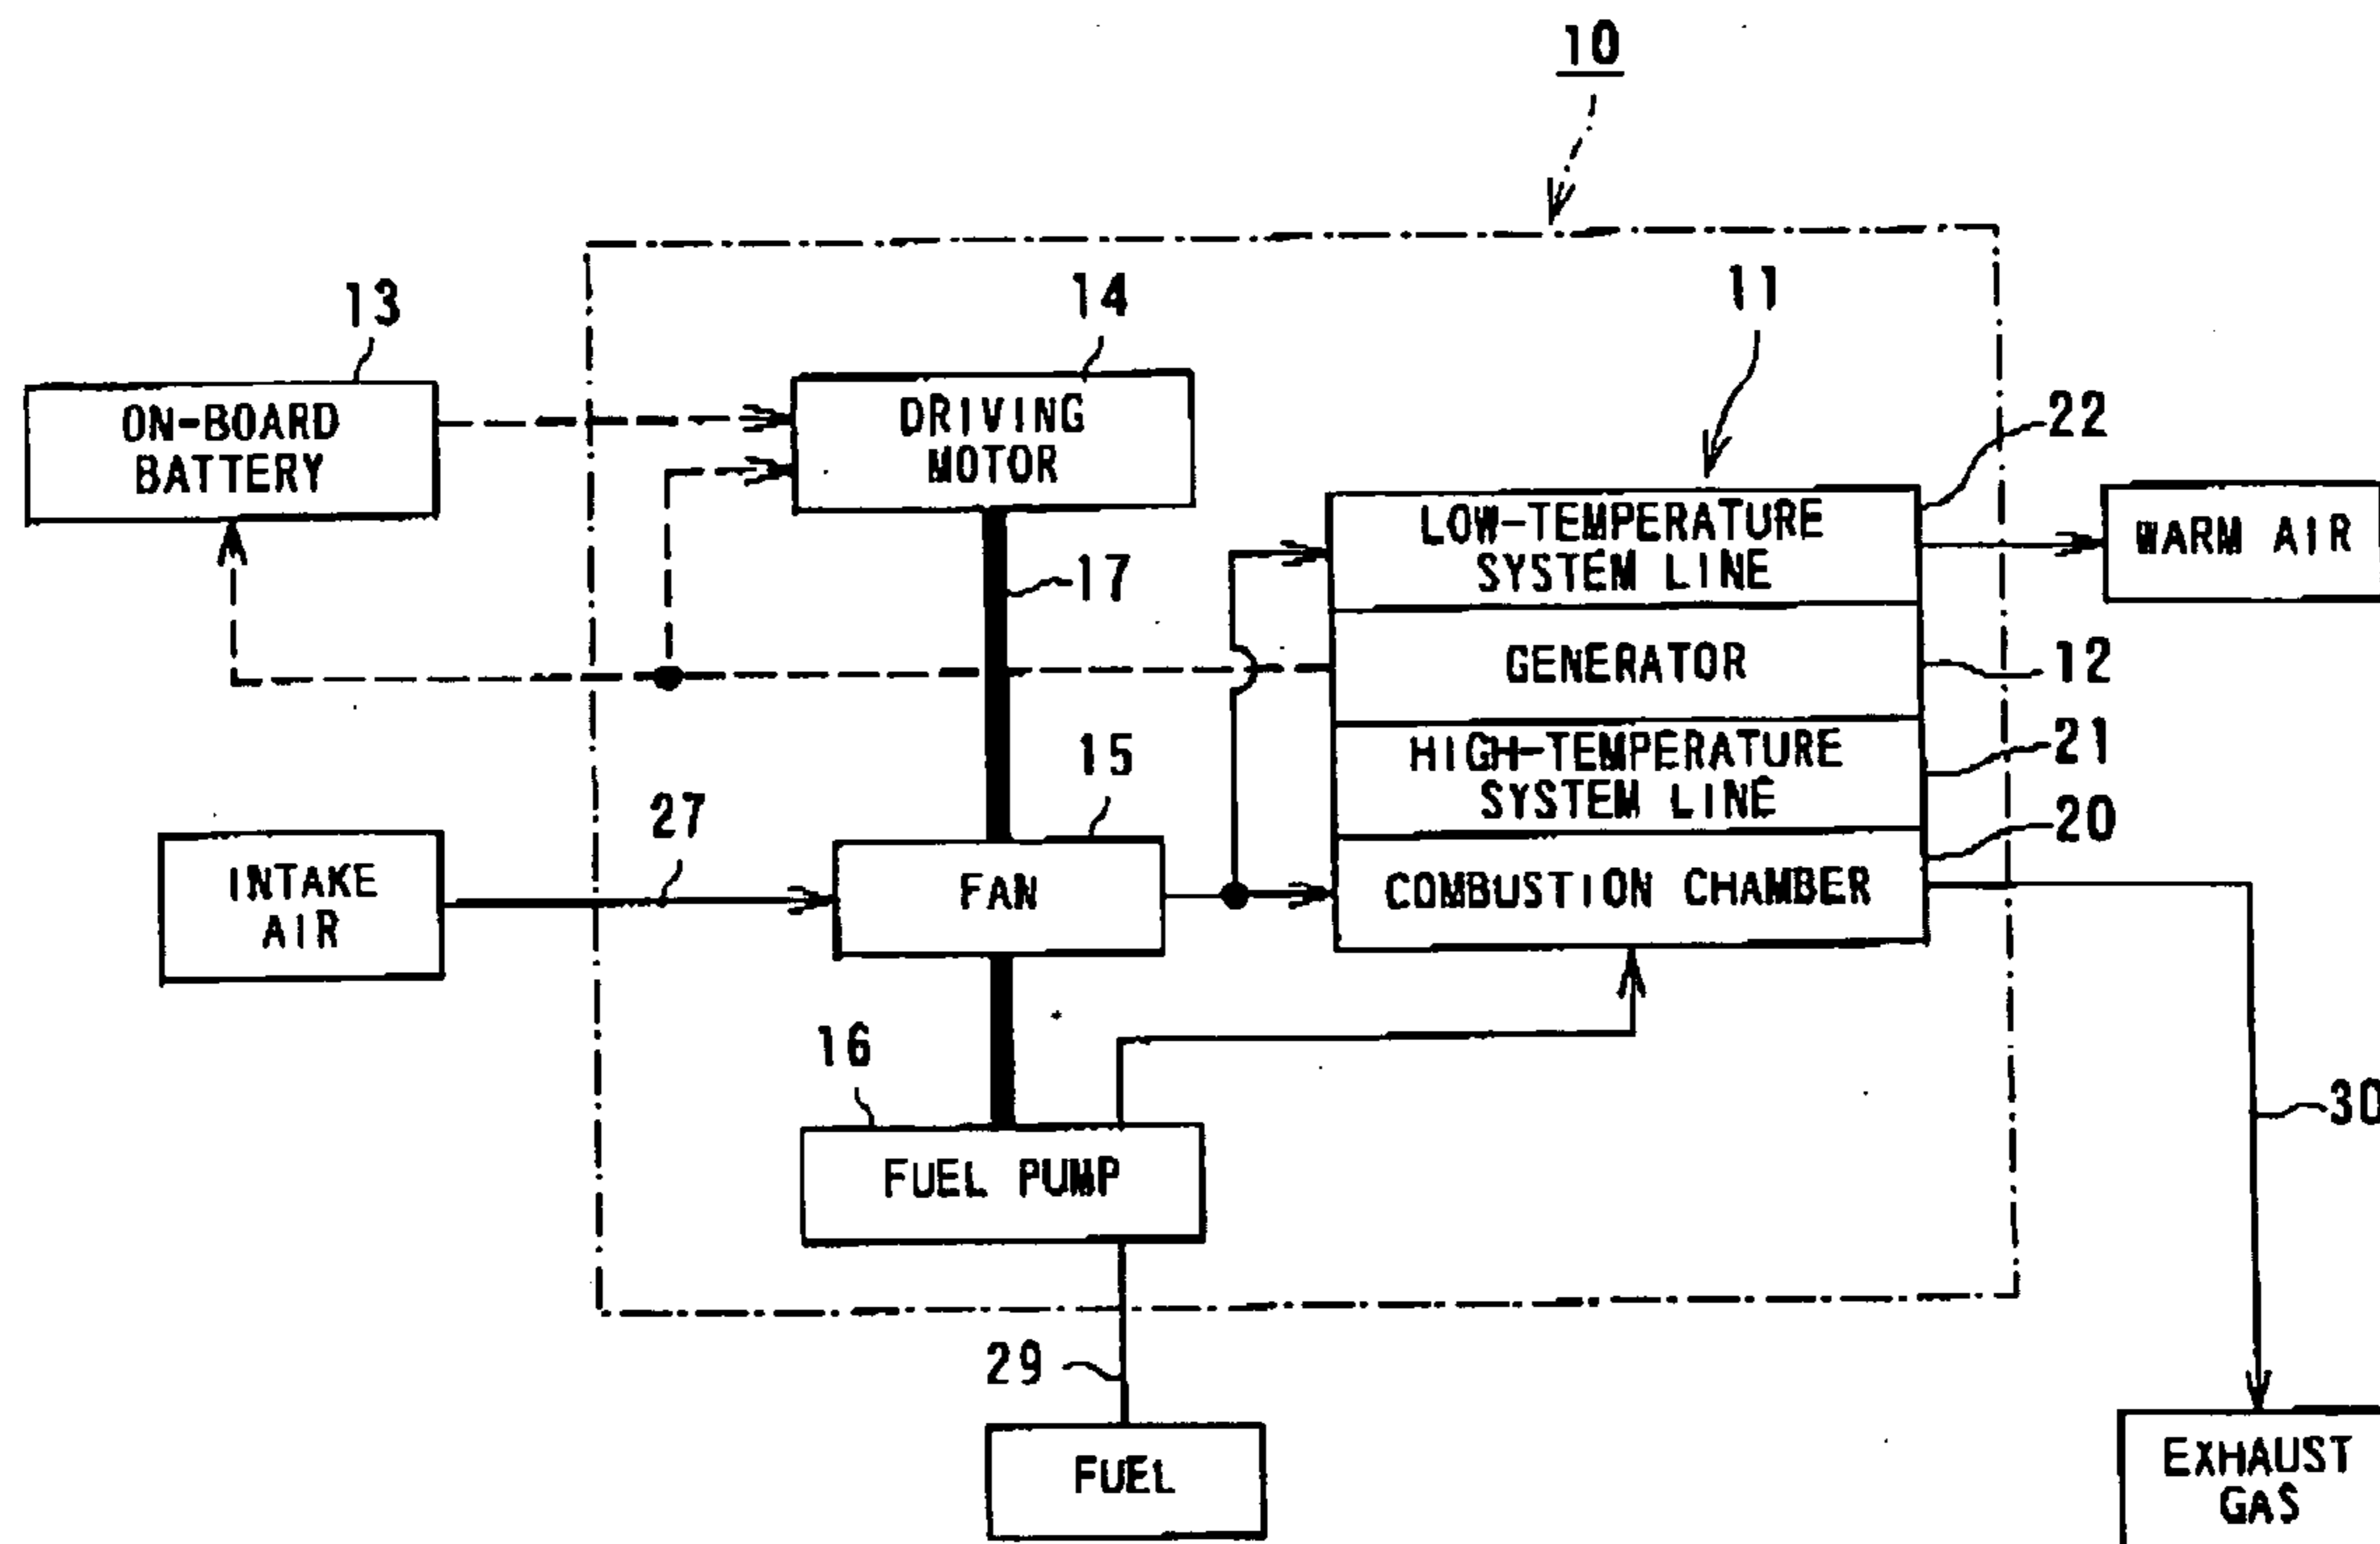 10
13
14
11
ON-BOARD
BATTERY
DRIVING
MOTOR
22
LOW-TEMPERATURE
SYSTEM LINE
WARM AIR
17
GENERATOR
12
HIGH-TEMPERATURE
SYSTEM LINE
21
15
27
20
INTAKE
AIR
FAN
COMBUSTION CHAMBER
16
30
FUEL PUMP
29
FUEL
EXHAUST
GAS